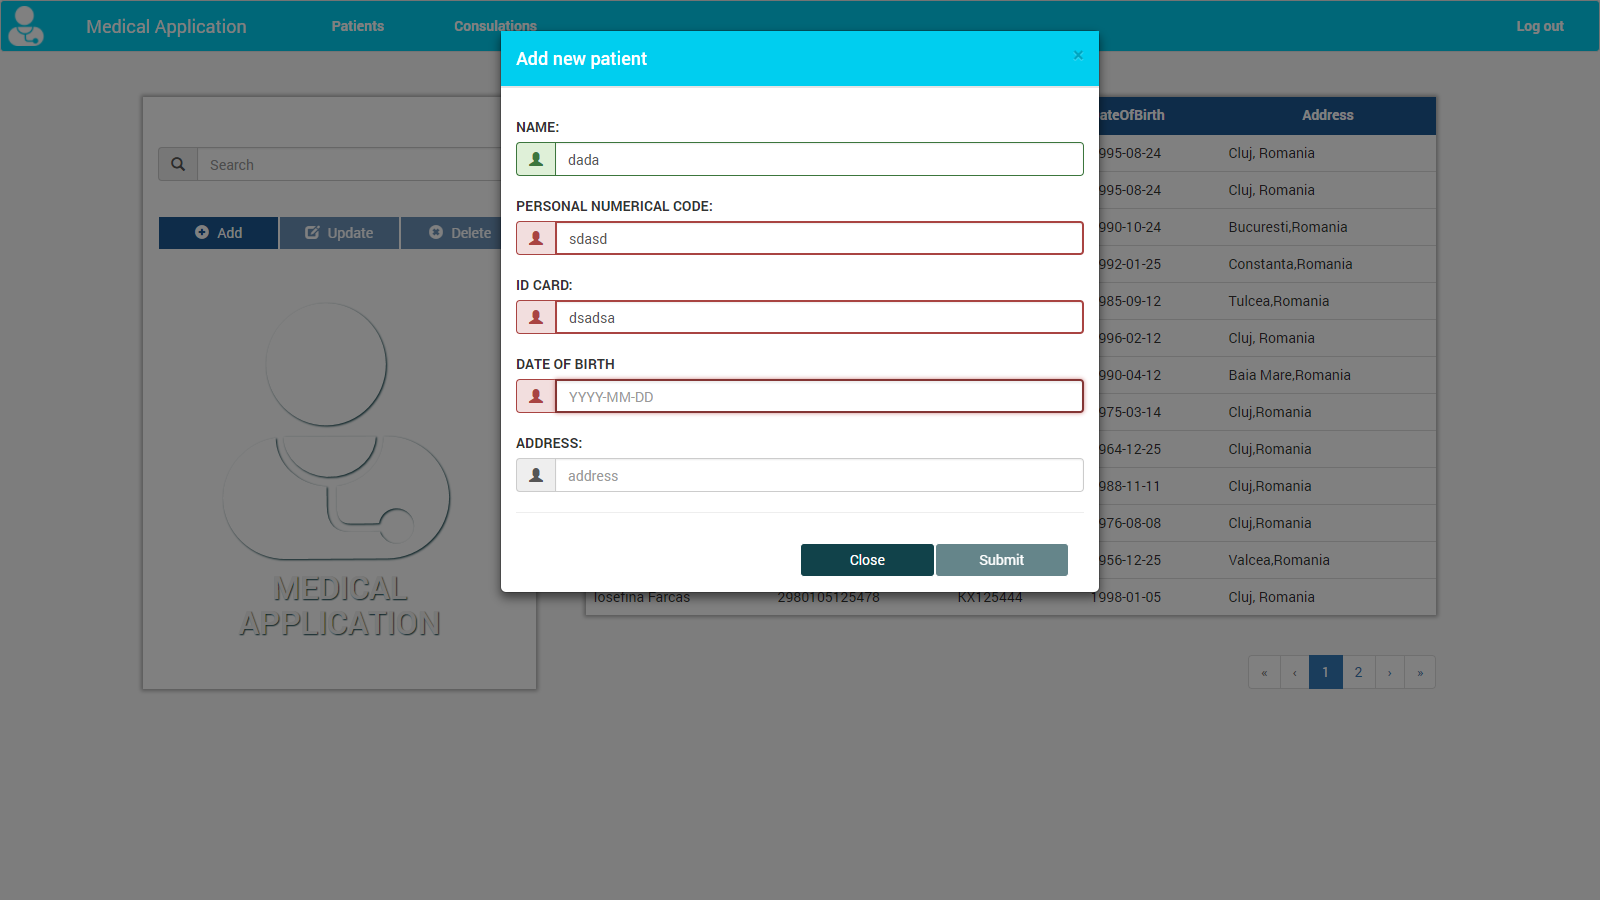 Medical Application
Patients
Consulations
Log out
Add new patient
×
NAME:
dada
PERSONAL NUMERICAL CODE:
sdasd
ID CARD:
dsadsa
DATE OF BIRTH
YYYY-MM-DD
ADDRESS:
address
Close
Submit
Search
Add
Update
Delete
MEDICAL
APPLICATION
ateOfBirth Address
995-08-24 Cluj, Romania
995-08-24 Cluj, Romania
990-10-24 Bucuresti,Romania
992-01-25 Constanta,Romania
985-09-12 Tulcea,Romania
996-02-12 Cluj, Romania
990-04-12 Baia Mare,Romania
975-03-14 Cluj,Romania
964-12-25 Cluj,Romania
988-11-11 Cluj,Romania
976-08-08 Cluj,Romania
956-12-25 Valcea,Romania
Iosefina Farcas 2980105125478 KX125444 1998-01-05 Cluj, Romania
« ‹ 1 2 › »